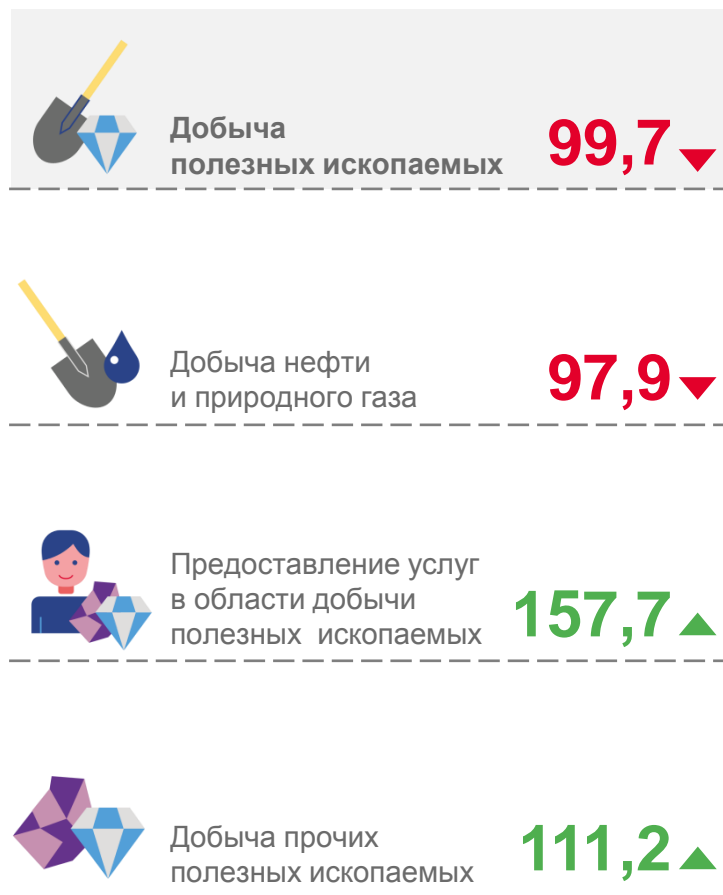 Добыча
полезных ископаемых
99,7
Добыча нефти
и природного газа
97,9
Предоставление услуг
в области добычи
полезных  ископаемых
157,7
Добыча прочих
полезных ископаемых
111,2